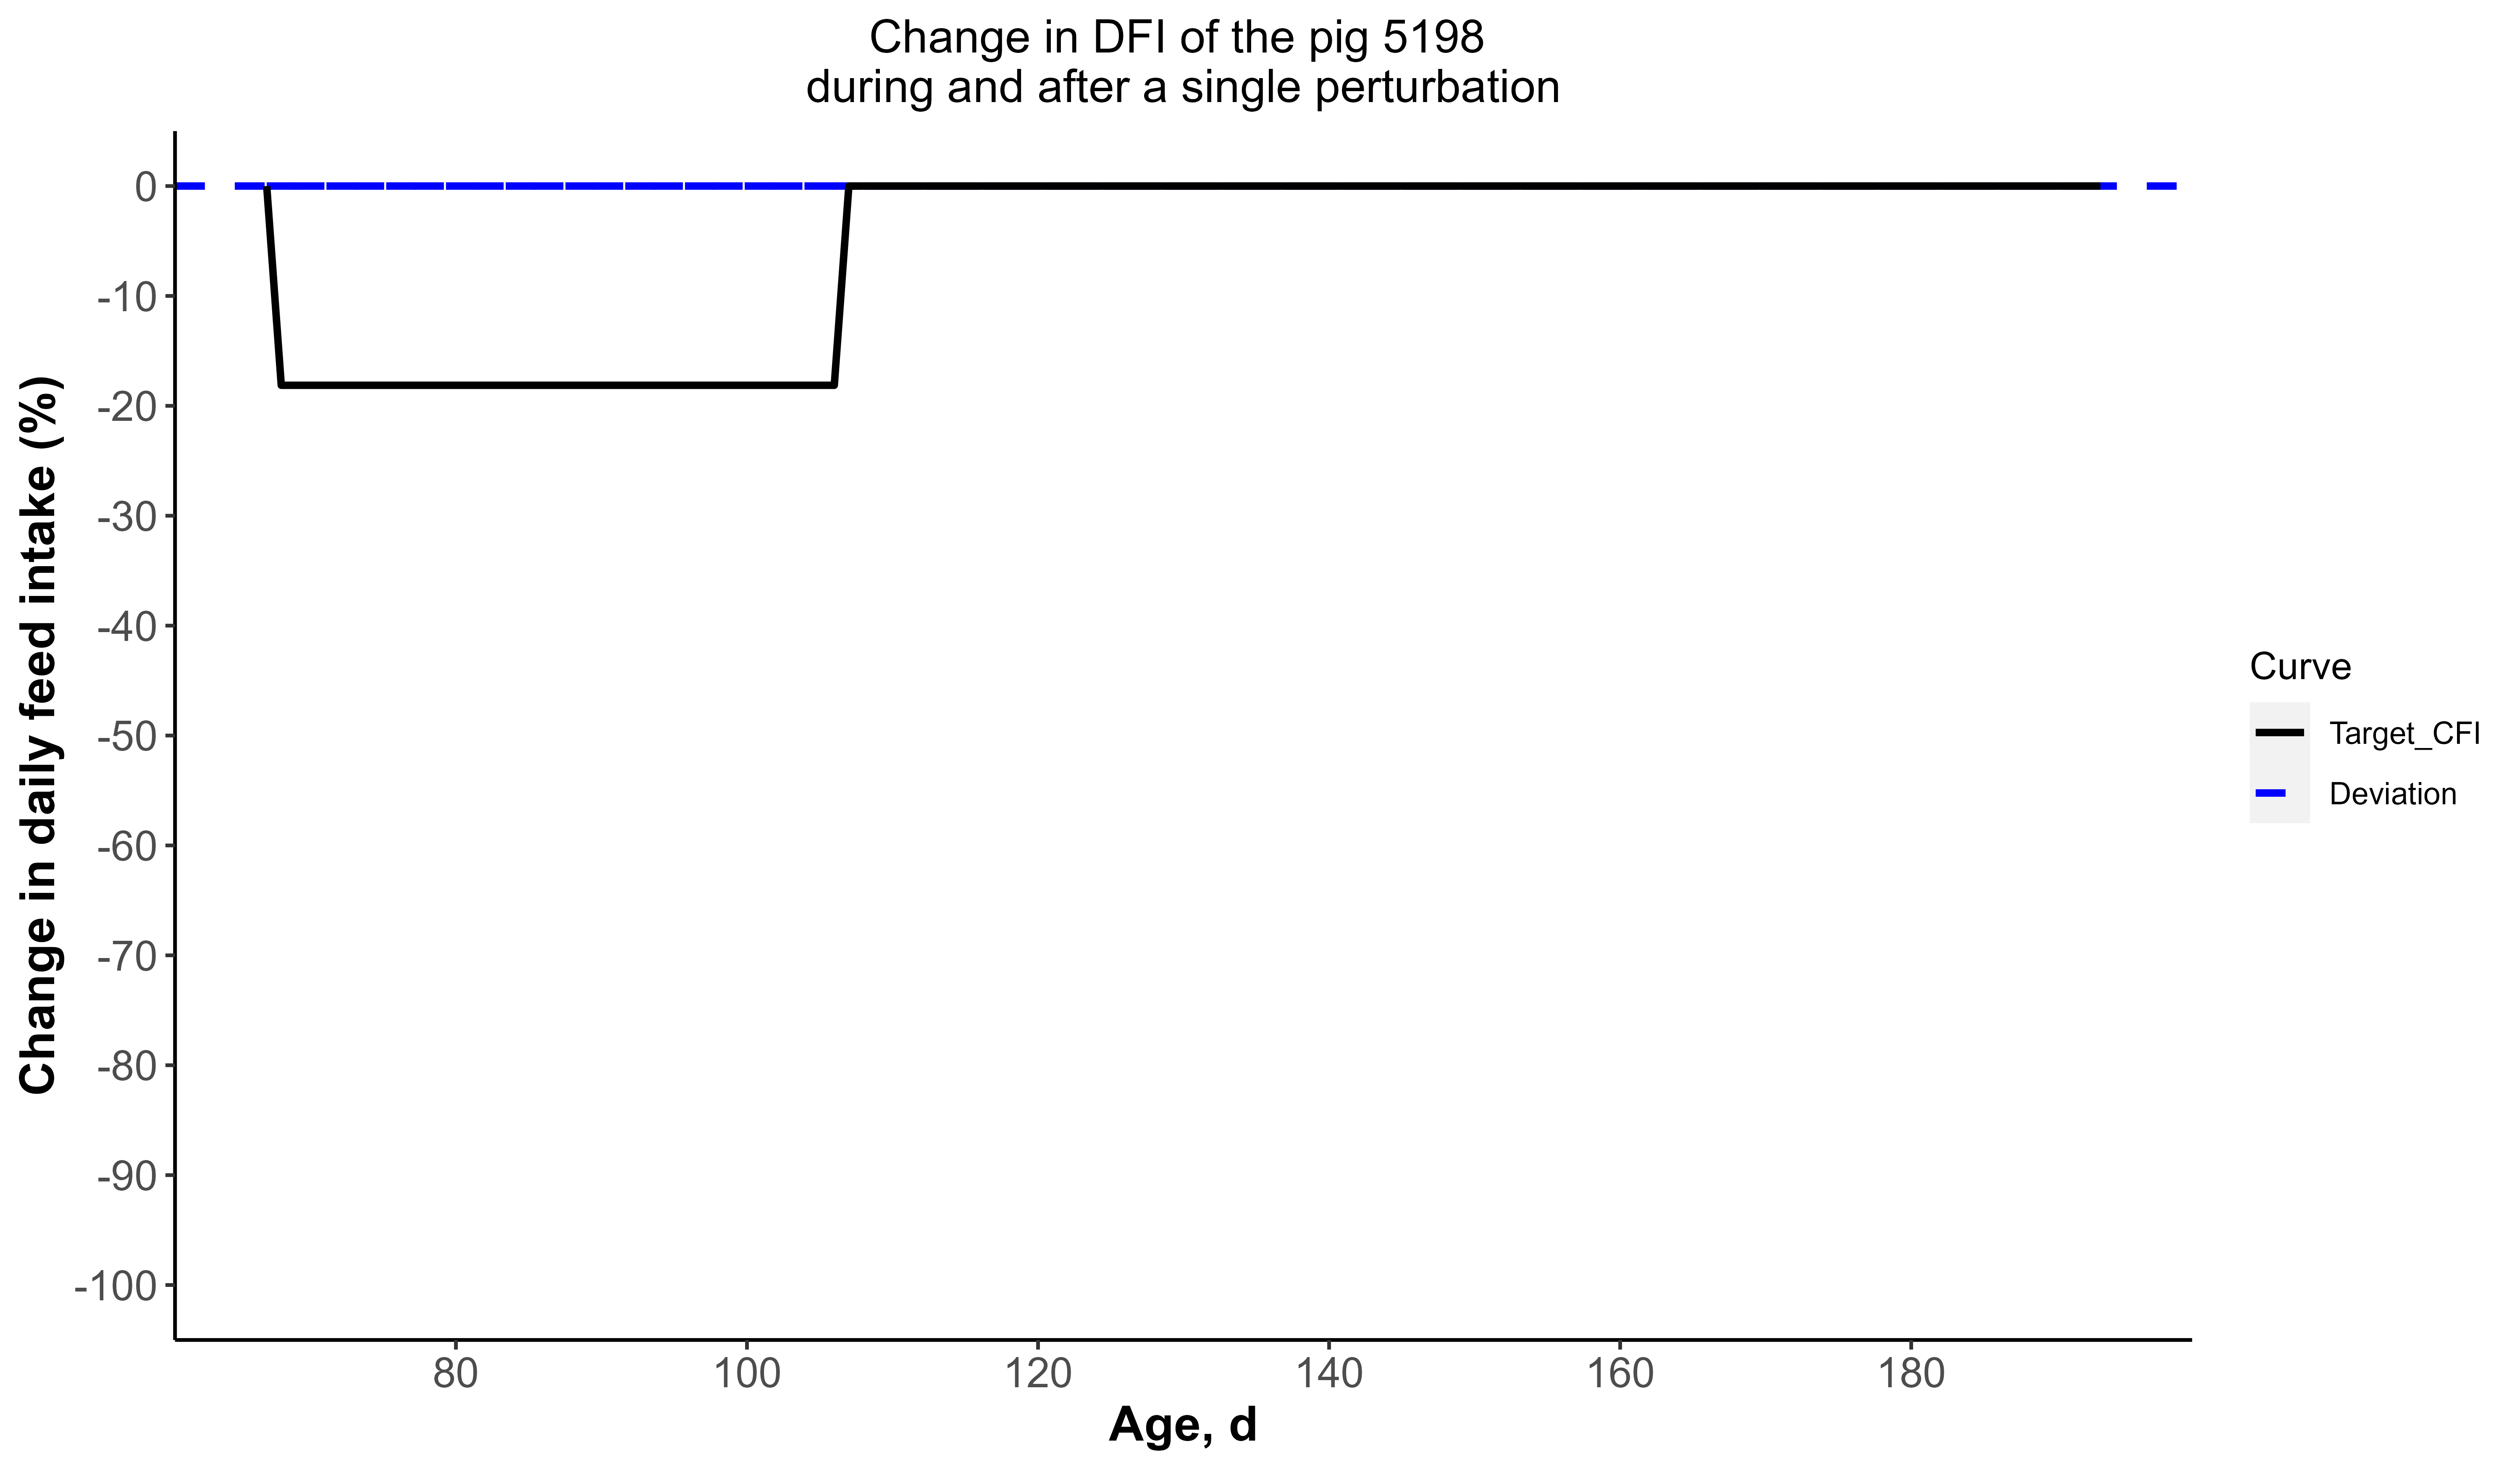 Change in DFI of the pig 5198
during and after a single perturbation
Change in daily feed intake (%)
0
-10
-20
-30
-40
-50
-60
-70
-80
-90
-100
80
100
120
140
160
180
Age, d
Curve
Target_CFI
Deviation